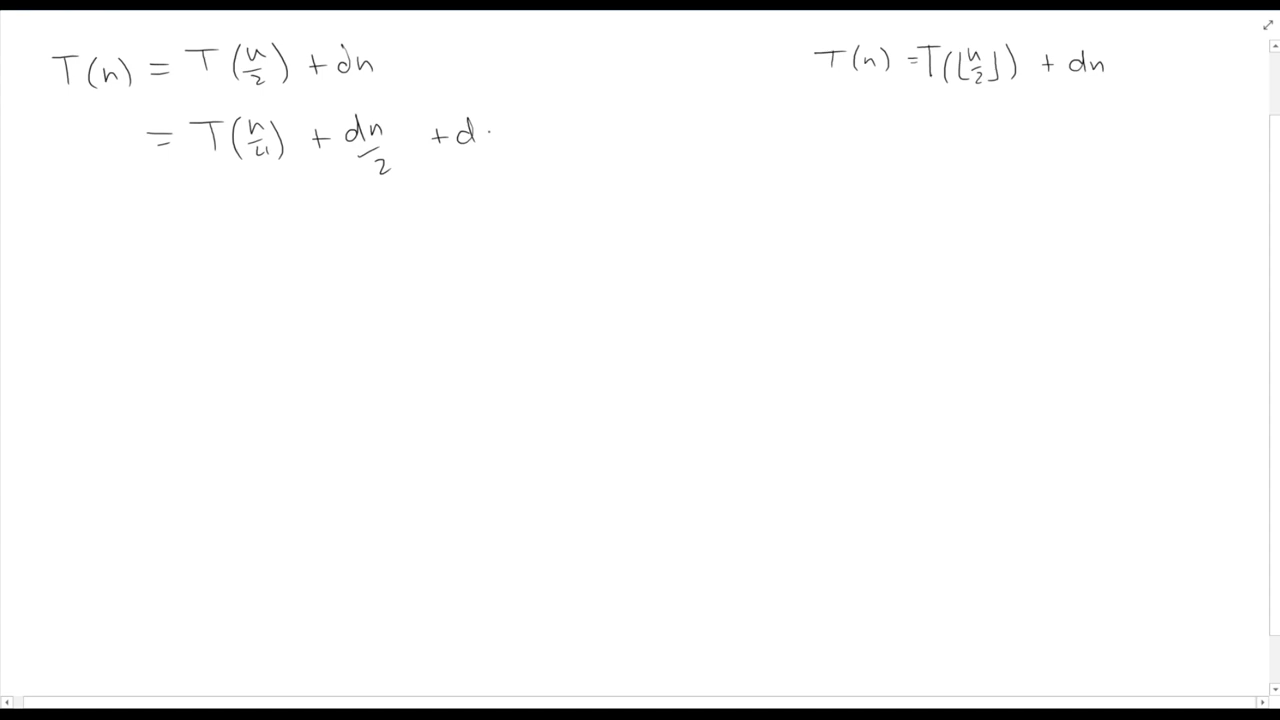 T(n) = T(n/2) + dn
= T(n/4) + dn/2 + d
T(n) = T(⌊n/2⌋) + dn